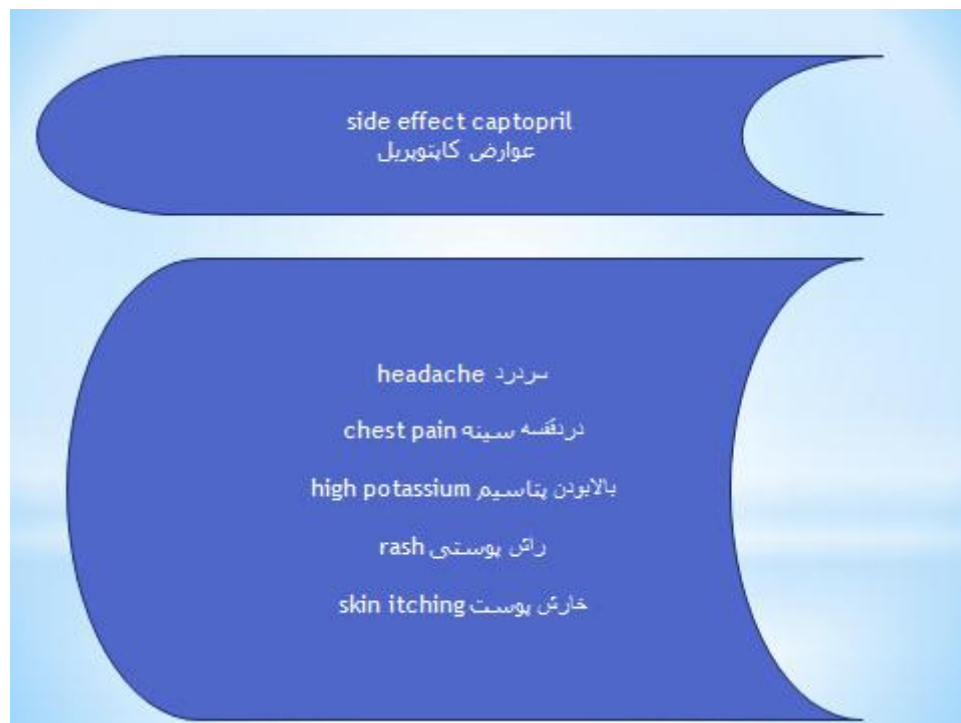 side effect captopril
عوارض کاپتوپریل
headache سردرد
chest pain دردقفسه سینه
high potassium بالابودن پتاسیم
rash راش پوستی
skin itching خارش پوست